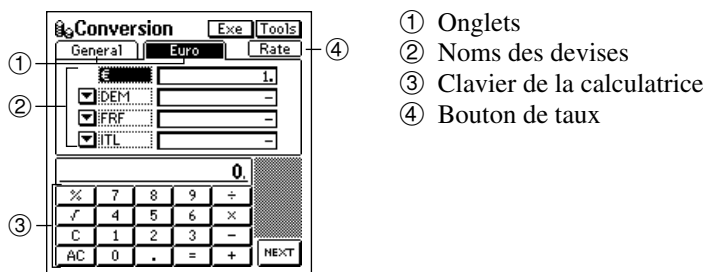 Conversion Exe Tools
General Euro Rate
€ 1.
DEM -
FRF -
ITL -
0.
% 7 8 9 ÷
√ 4 5 6 ×
C 1 2 3 -
AC 0 . = + NEXT
①
②
③
④
① Onglets
② Noms des devises
③ Clavier de la calculatrice
④ Bouton de taux